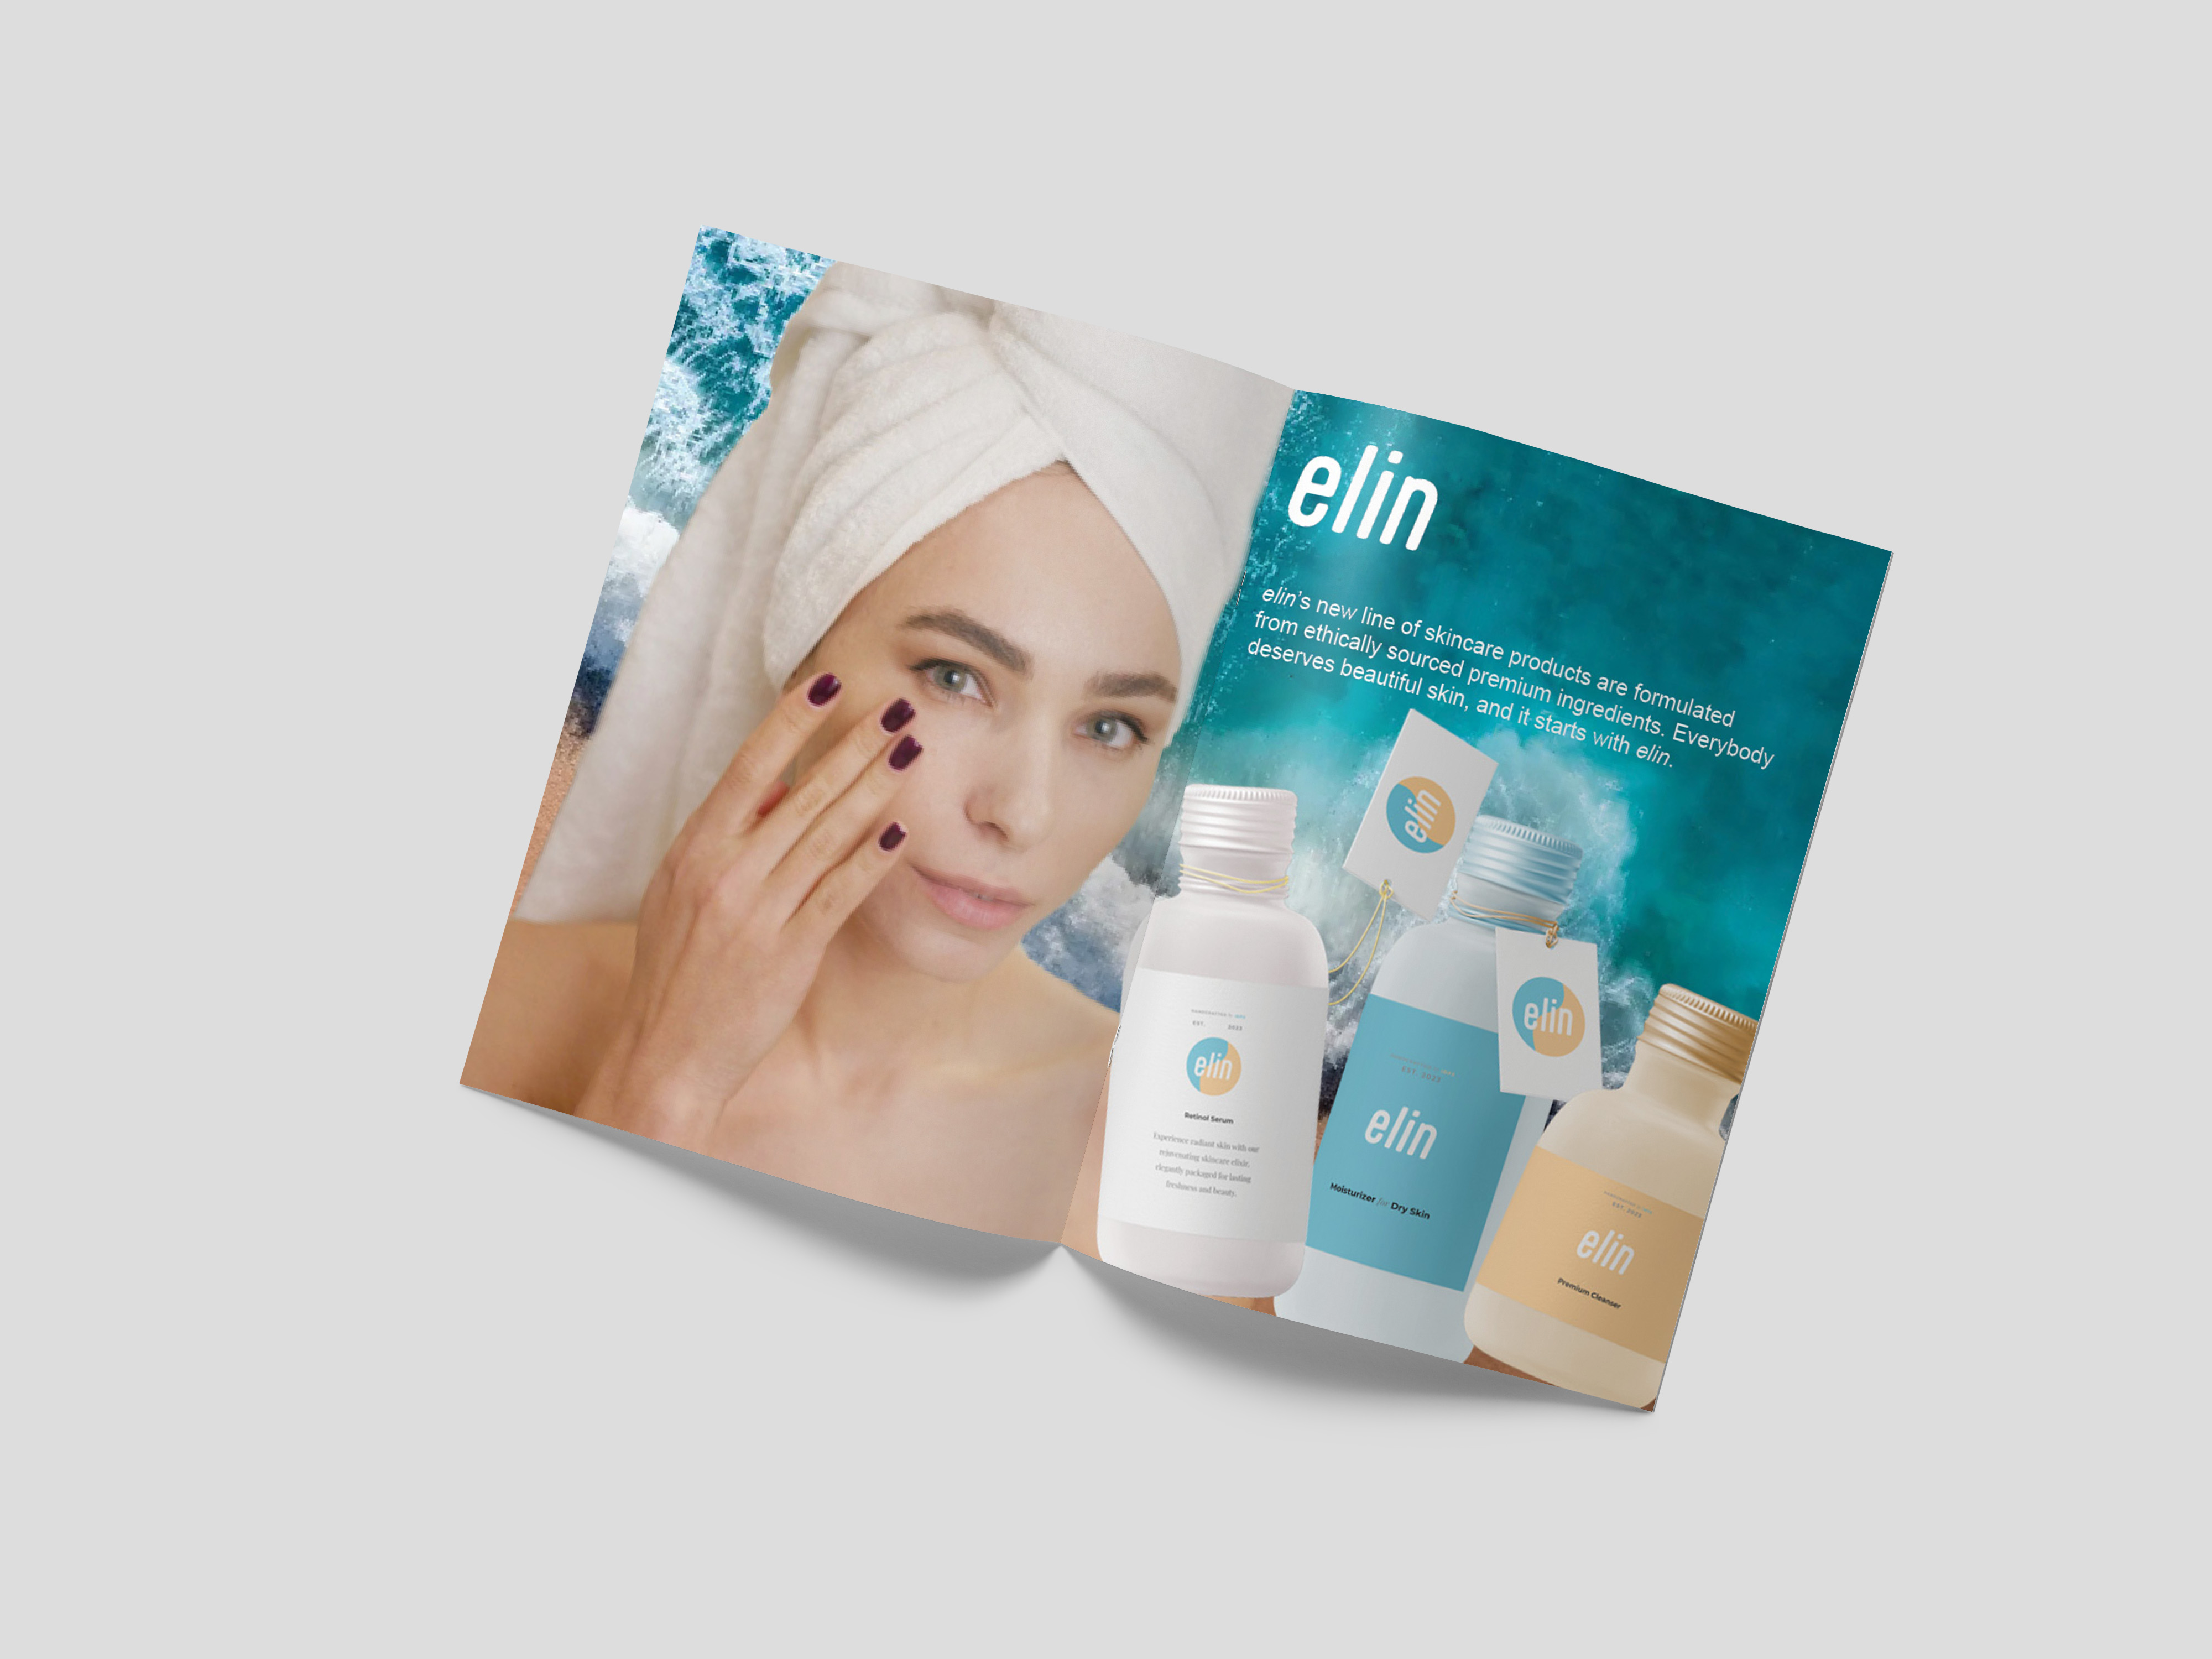 elin
elin's new line of skincare products are formulated
from ethically sourced premium ingredients. Everybody
deserves beautiful skin, and it starts with elin.
elin
elin
EST. 2023
elin
Retinol Serum
Experience radiant skin with our
rejuvenating skincare elixir,
elegantly packaged for lasting
freshness and beauty.
EST. 2023
elin
Moisturizer for Dry Skin
EST. 2023
elin
Premium Cleanser